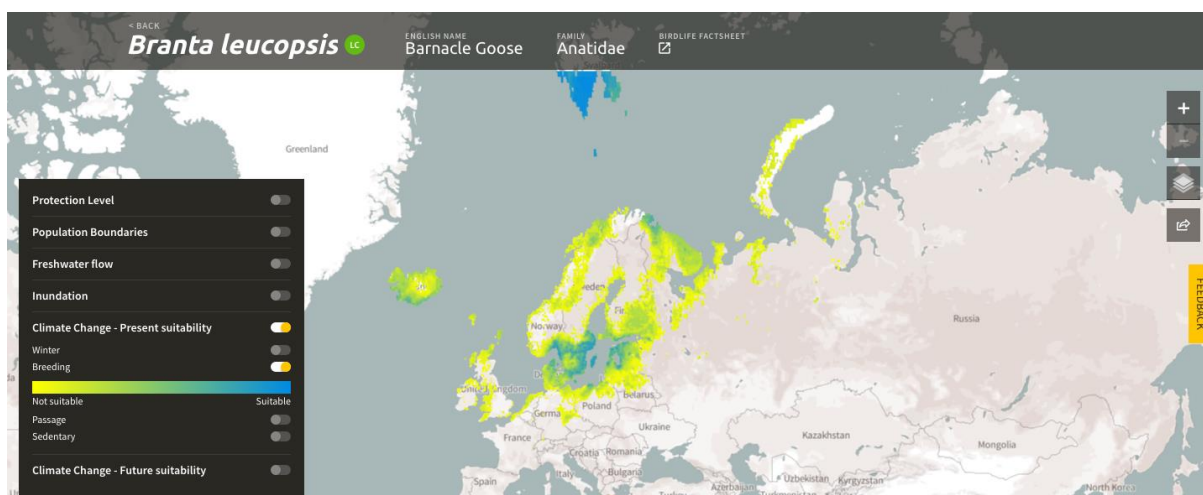 < BACK
Branta leucopsis LC
ENGLISH NAME
Barnacle Goose
FAMILY
Anatidae
BIRDLIFE FACTSHEET
Greenland
Protection Level
Population Boundaries
Freshwater flow
Inundation
Climate Change - Present suitability
Winter
Breeding
Not suitable Suitable
Passage
Sedentary
Climate Change - Future suitability
+
-
FEEDBACK
Norway
Russia
United Kingdom
Poland
Belarus
Ukraine
France
Kazakhstan
Mongolia
Croatia Romania
Spain
Italy
Bulgaria
Azerbaijan
Uzbekistan Kyrgyzstan
North Korea